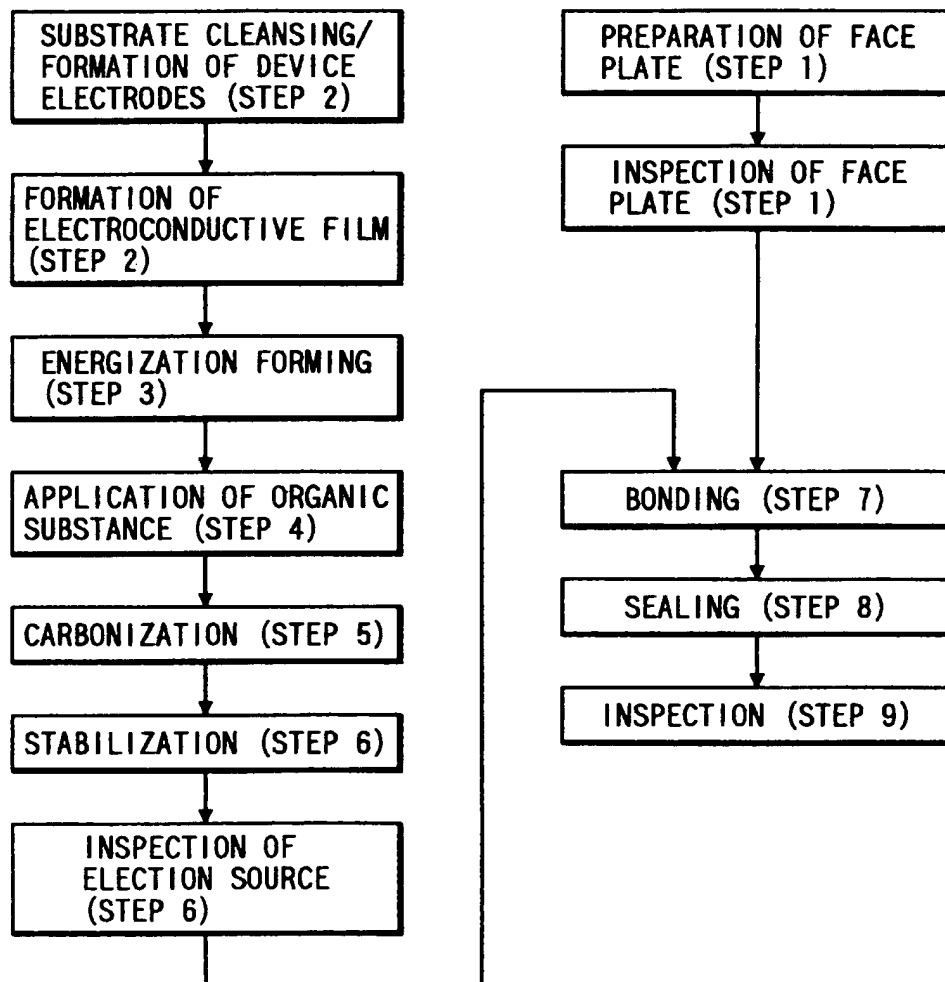 SUBSTRATE CLEANSING/
FORMATION OF DEVICE
ELECTRODES (STEP 2)
FORMATION OF
ELECTROCONDUCTIVE FILM
(STEP 2)
ENERGIZATION FORMING
(STEP 3)
APPLICATION OF ORGANIC
SUBSTANCE (STEP 4)
CARBONIZATION (STEP 5)
STABILIZATION (STEP 6)
INSPECTION OF
ELECTION SOURCE
(STEP 6)
PREPARATION OF FACE
PLATE (STEP 1)
INSPECTION OF FACE
PLATE (STEP 1)
BONDING (STEP 7)
SEALING (STEP 8)
INSPECTION (STEP 9)